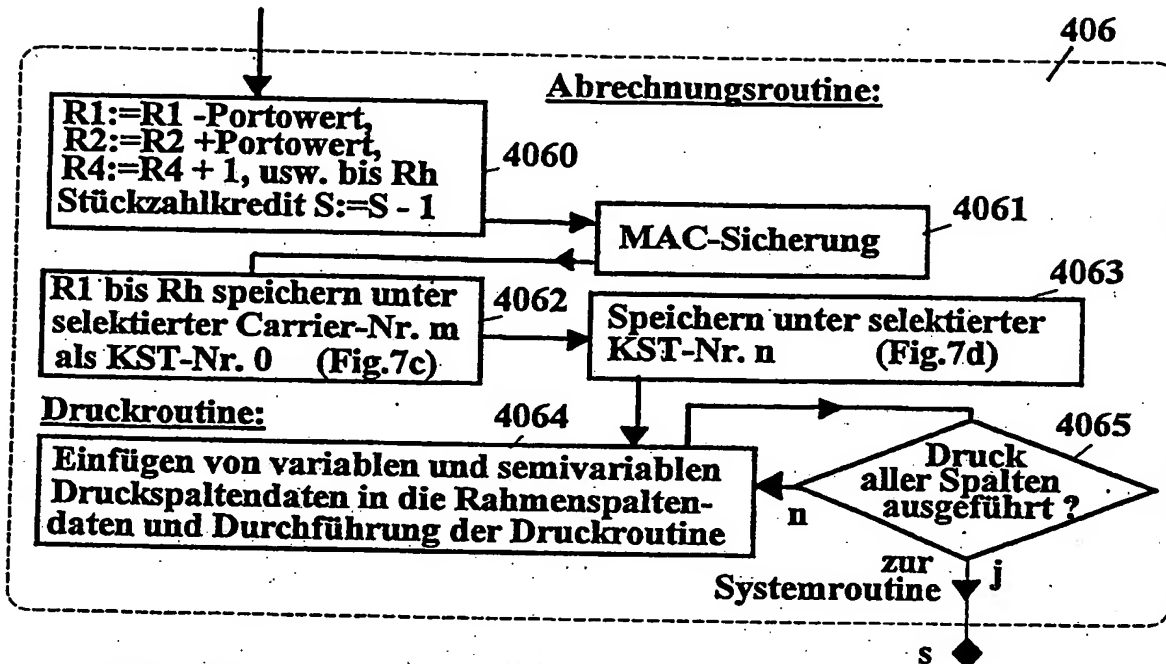 406
Abrechnungsroutine:
R1:=R1 -Portowert,
R2:=R2 +Portowert,
R4:=R4 + 1, usw. bis Rh
Stückzahlkredit S:=S - 1
4060
4061
MAC-Sicherung
R1 bis Rh speichern unter
selektierter Carrier-Nr. m
als KST-Nr. 0 (Fig.7c)
4062
4063
Speichern unter selektierter
KST-Nr. n (Fig.7d)
Druckroutine:
4064
Einfügen von variablen und semivariablen
Druckspaltendaten in die Rahmenspalten-
daten und Durchführung der Druckroutine
4065
Druck
aller Spalten
ausgeführt ?
n
j
zur
Systemroutine
s